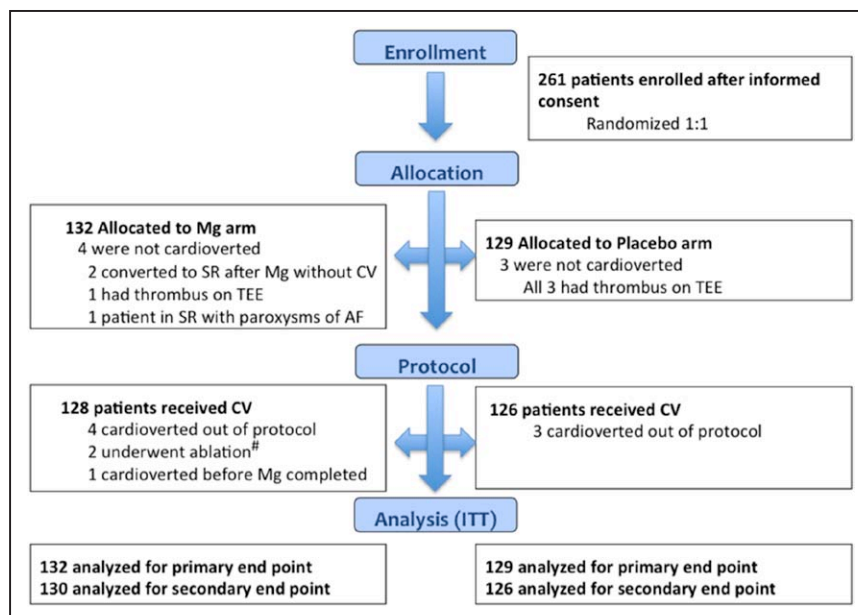 Enrollment
261 patients enrolled after informed
consent
Randomized 1:1
Allocation
132 Allocated to Mg arm
4 were not cardioverted
2 converted to SR after Mg without CV
1 had thrombus on TEE
1 patient in SR with paroxysms of AF
129 Allocated to Placebo arm
3 were not cardioverted
All 3 had thrombus on TEE
Protocol
128 patients received CV
4 cardioverted out of protocol
2 underwent ablation#
1 cardioverted before Mg completed
126 patients received CV
3 cardioverted out of protocol
Analysis (ITT)
132 analyzed for primary end point
130 analyzed for secondary end point
129 analyzed for primary end point
126 analyzed for secondary end point